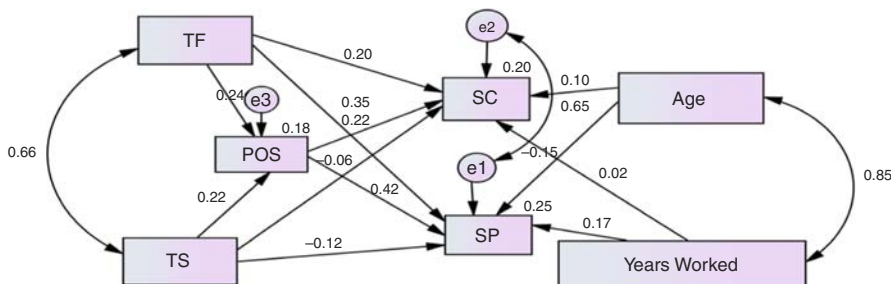 e2
TF
0.20
0.20
0.10
0.24
e3
SC
Age
0.35
0.65
0.22
0.18
0.66
POS
–0.06
–0.15
e1
0.02
0.85
0.22
0.42
0.25
0.17
–0.12
SP
TS
Years Worked